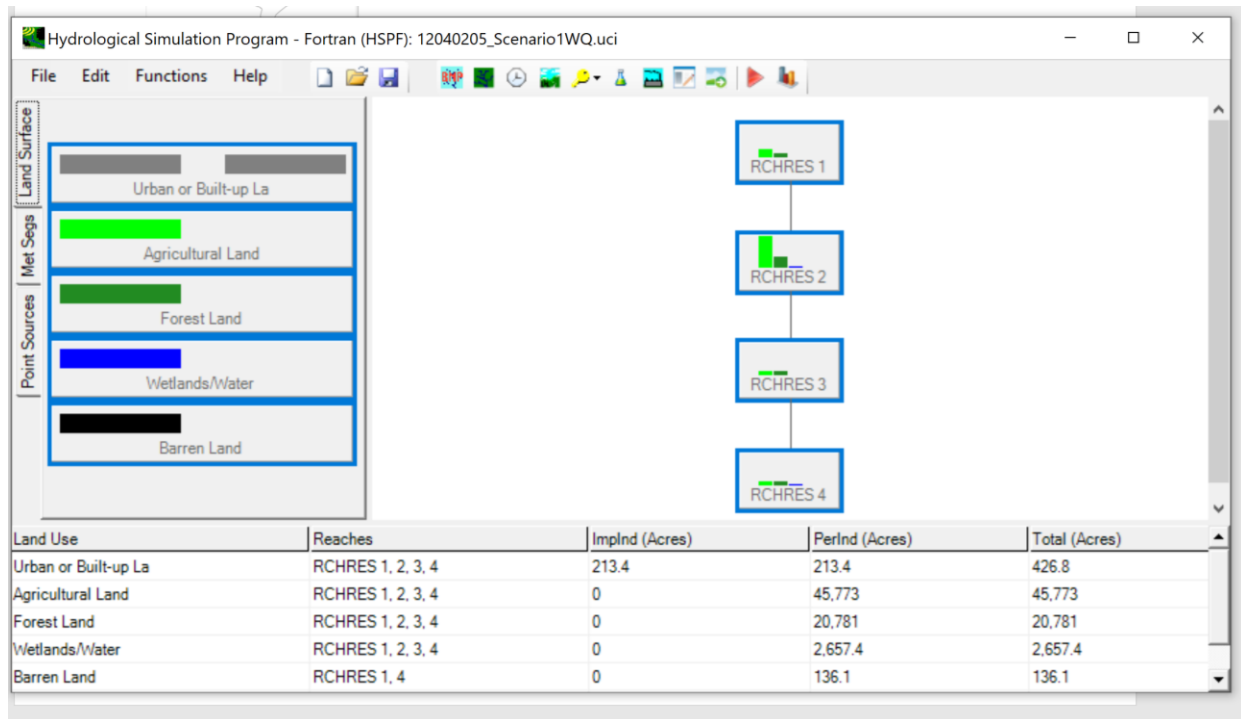 Hydrological Simulation Program - Fortran (HSPF): 12040205_Scenario1WQ.uci
File Edit Functions Help
BMP
Land Surface
Met Segs
Point Sources
Urban or Built-up La
Agricultural Land
Forest Land
Wetlands/Water
Barren Land
RCHRES 1
RCHRES 2
RCHRES 3
RCHRES 4
Land Use Reaches ImpInd (Acres) PerInd (Acres) Total (Acres)
Urban or Built-up La RCHRES 1, 2, 3, 4 213.4 213.4 426.8
Agricultural Land RCHRES 1, 2, 3, 4 0 45,773 45,773
Forest Land RCHRES 1, 2, 3, 4 0 20,781 20,781
Wetlands/Water RCHRES 1, 2, 3, 4 0 2,657.4 2,657.4
Barren Land RCHRES 1, 4 0 136.1 136.1